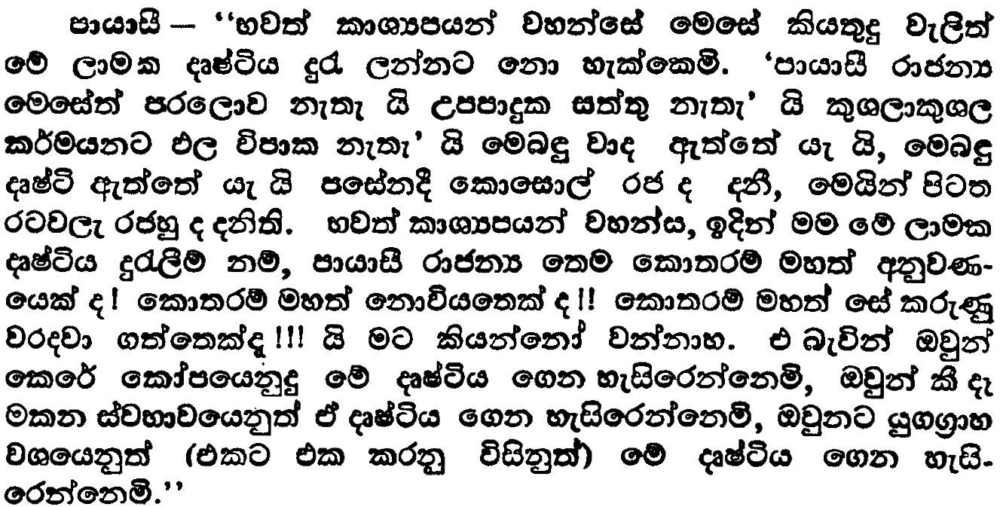 පායාසී — ‘‘භවත් කාශ්‍යපයන් වහන්සේ මෙසේ කියතුදු වැලිත්
මේ ලාමක දෘෂ්ටිය දුරැ ලන්නට නො හැක්කෙමි. ‘පායාසී රාජන්‍ය
මෙසේත් පරලොව නැතැ යි උපපාදුක සත්තු නැතැ’ යි කුශලාකුශල
කර්මයනට ඵල විපාක නැතැ’ යි මෙබඳු වාද ඇත්තේ යැ යි, මෙබඳු
දෘෂ්ටි ඇත්තේ යැ යි පසේනදී කොසොල් රජ ද දනී, මෙයින් පිටත
රටවලැ රජහු ද දනිති. භවත් කාශ්‍යපයන් වහන්ස, ඉදින් මම මේ ලාමක
දෘෂ්ටිය දුරැලීම් නම්, පායාසී රාජන්‍ය තෙම කොතරම් මහත් අනුවණ-
යෙක් ද! කොතරම් මහත් නොවියතෙක් ද!! කොතරම් මහත් සේ කරුණු
වරදවා ගත්තෙක්දැ!!! යි මට කියන්නෝ වන්නාහ. එ බැවින් ඔවුන්
කෙරේ කෝපයෙනුදු මේ දෘෂ්ටිය ගෙන හැසිරෙන්නෙමි, ඔවුන් කී දෑ
මකන ස්වභාවයෙනුත් ඒ දෘෂ්ටිය ගෙන හැසිරෙන්නෙමි, ඔවුනට යුගග්‍රාහ
වශයෙනුත් (එකට එක කරනු විසිනුත්) මේ දෘෂ්ටිය ගෙන හැසි-
රෙන්නෙමි.’’